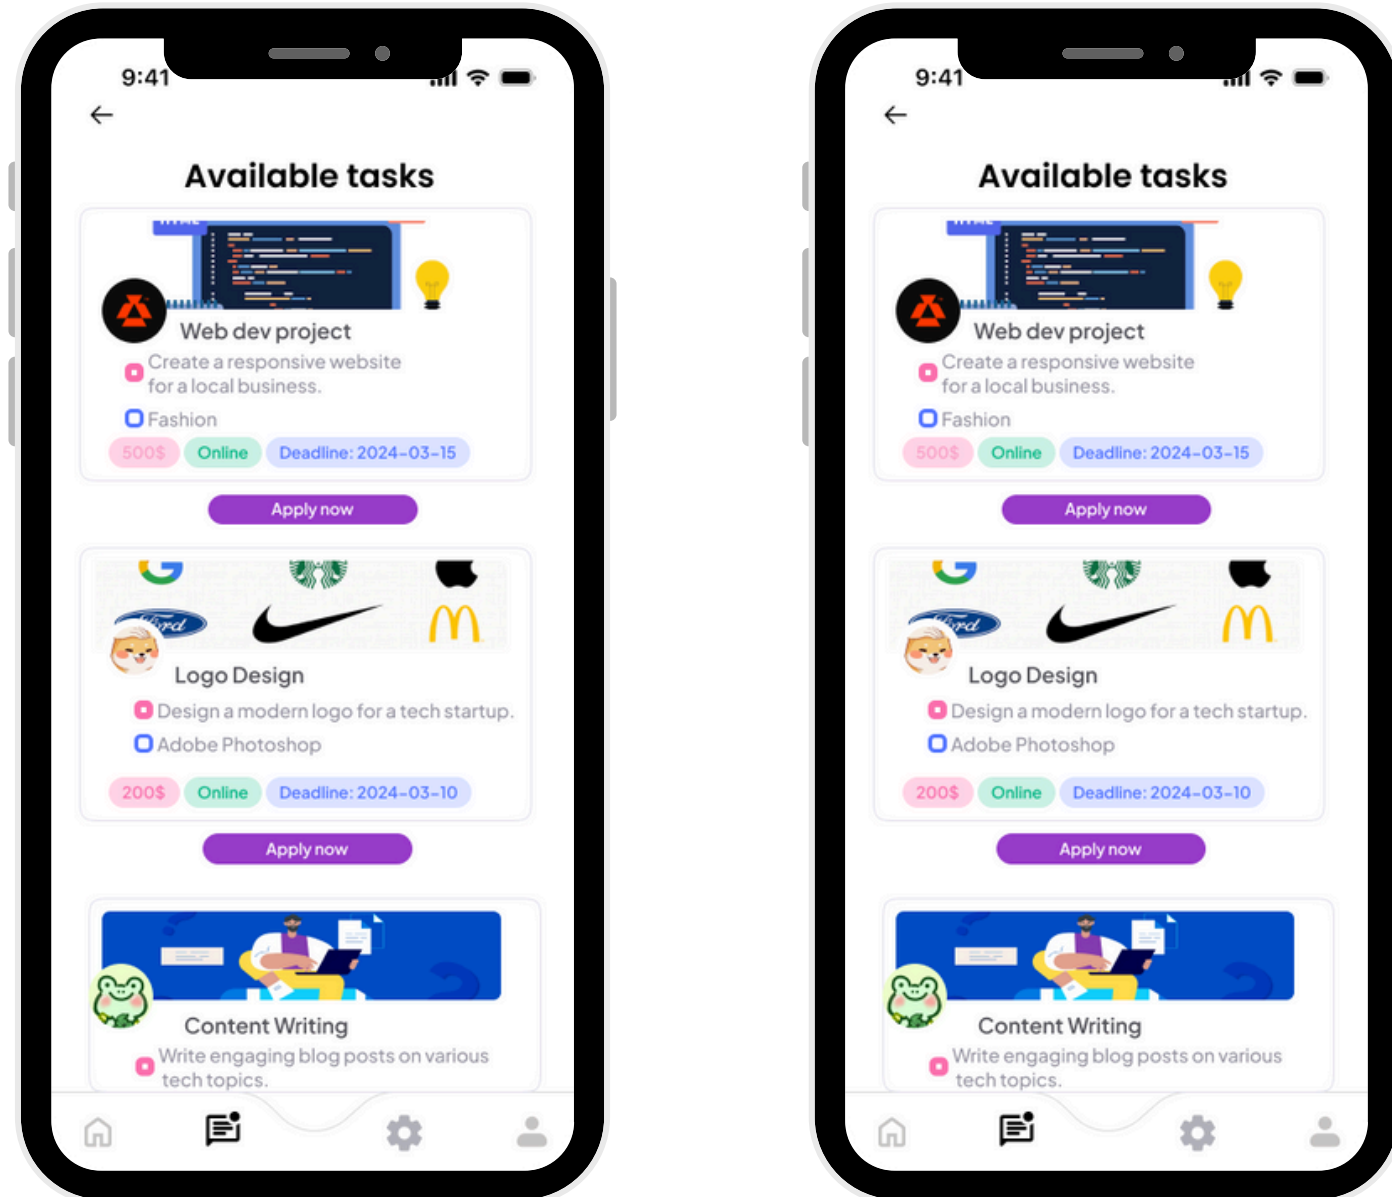 9:41
Available tasks
Web dev project
Create a responsive website
for a local business.
Fashion
500$ Online Deadline: 2024-03-15
Apply now
Ford
Logo Design
Design a modern logo for a tech startup.
Adobe Photoshop
200$ Online Deadline: 2024-03-10
Apply now
Content Writing
Write engaging blog posts on various
tech topics.
9:41
Available tasks
Web dev project
Create a responsive website
for a local business.
Fashion
500$ Online Deadline: 2024-03-15
Apply now
Ford
Logo Design
Design a modern logo for a tech startup.
Adobe Photoshop
200$ Online Deadline: 2024-03-10
Apply now
Content Writing
Write engaging blog posts on various
tech topics.